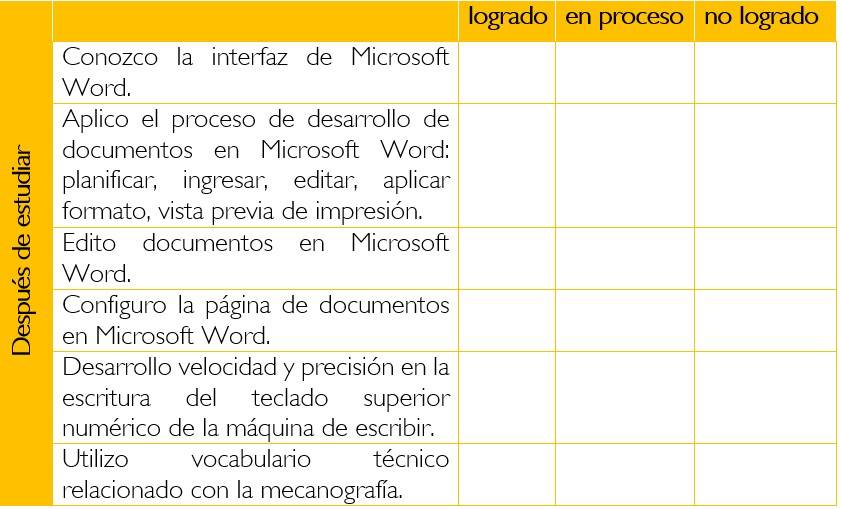 logrado en proceso no logrado
Después de estudiar
Conozco la interfaz de Microsoft
Word.
Aplico el proceso de desarrollo de
documentos en Microsoft Word:
planificar, ingresar, editar, aplicar
formato, vista previa de impresión.
Edito documentos en Microsoft
Word.
Configuro la página de documentos
en Microsoft Word.
Desarrollo velocidad y precisión en la
escritura del teclado superior
numérico de la máquina de escribir.
Utilizo vocabulario técnico
relacionado con la mecanografía.